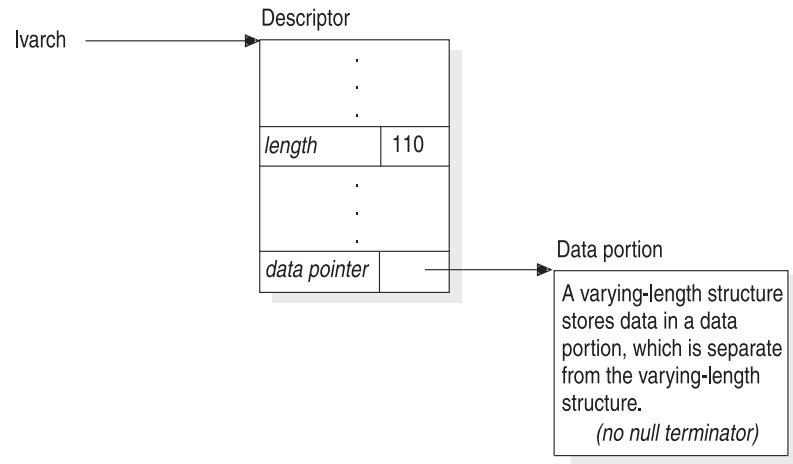 Descriptor
lvarch
.
.
.
length 110
.
.
.
data pointer
Data portion
A varying-length structure
stores data in a data
portion, which is separate
from the varying-length
structure.
(no null terminator)